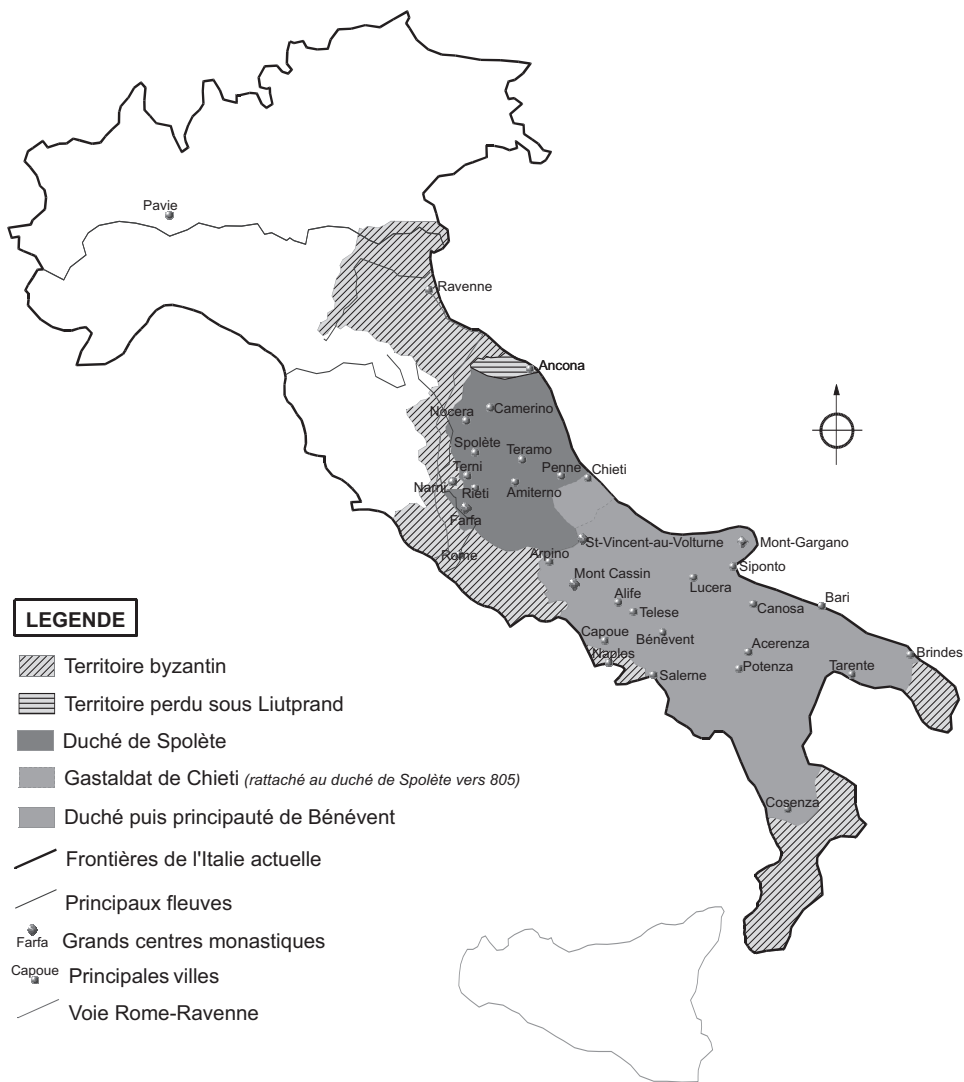 Pavie
Ravenne
Ancona
Camerino
Nocera
Spolète
Teramo
Terni
Penne
Chieti
Narni
Rieti
Amiterno
Farfa
St-Vincent-au-Volturne
Mont-Gargano
Rome
Arpino
Siponto
Mont Cassin
Lucera
Alife
Canosa
Bari
Telese
Capoue
Bénévent
Acerenza
Brindes
Naples
Potenza
Tarente
Salerne
Cosenza
LEGENDE
Territoire byzantin
Territoire perdu sous Liutprand
Duché de Spolète
Gastaldat de Chieti (rattaché au duché de Spolète vers 805)
Duché puis principauté de Bénévent
Frontières de l'Italie actuelle
Principaux fleuves
Farfa Grands centres monastiques
Capoue Principales villes
Voie Rome-Ravenne